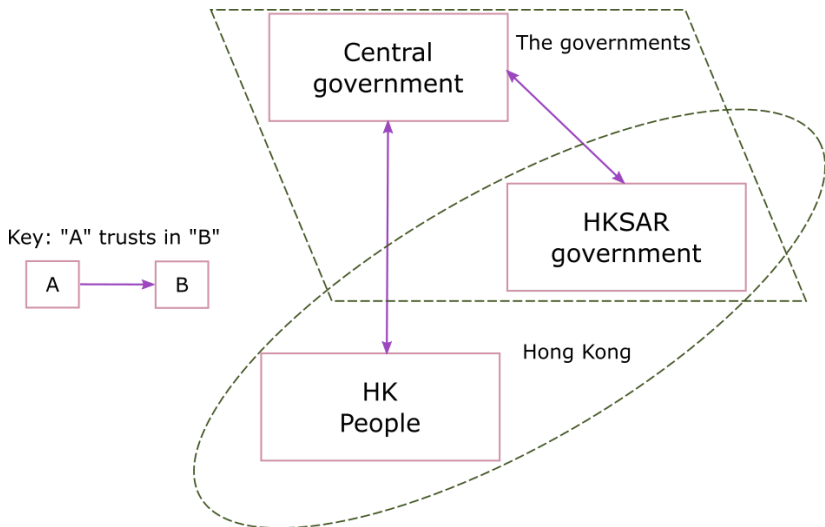 Central
government
The governments
HKSAR
government
Key: "A" trusts in "B"
A
B
Hong Kong
HK
People